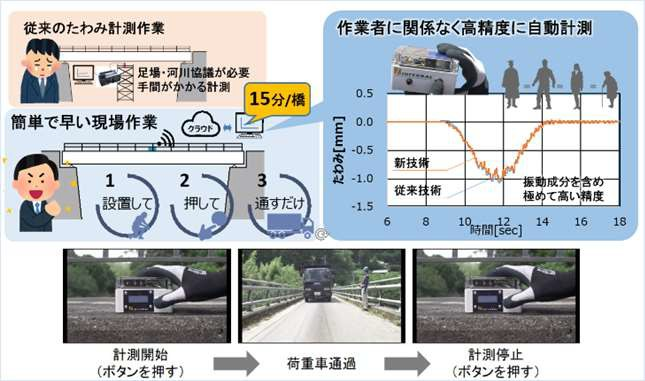 従来のたわみ計測作業
足場・河川協議が必要
手間がかかる計測
簡単で早い現場作業
クラウド
15分/橋
1
設置して
2
押して
3
通すだけ
作業者に関係なく高精度に自動計測
INTEGRAL
たわみ[mm]
0.5
0.0
-0.5
-1.0
-1.5
新技術
従来技術
振動成分を含め
極めて高い精度
6 8 10 12 14 16 18
時間[sec]
計測開始
(ボタンを押す)
荷重車通過
計測停止
(ボタンを押す)